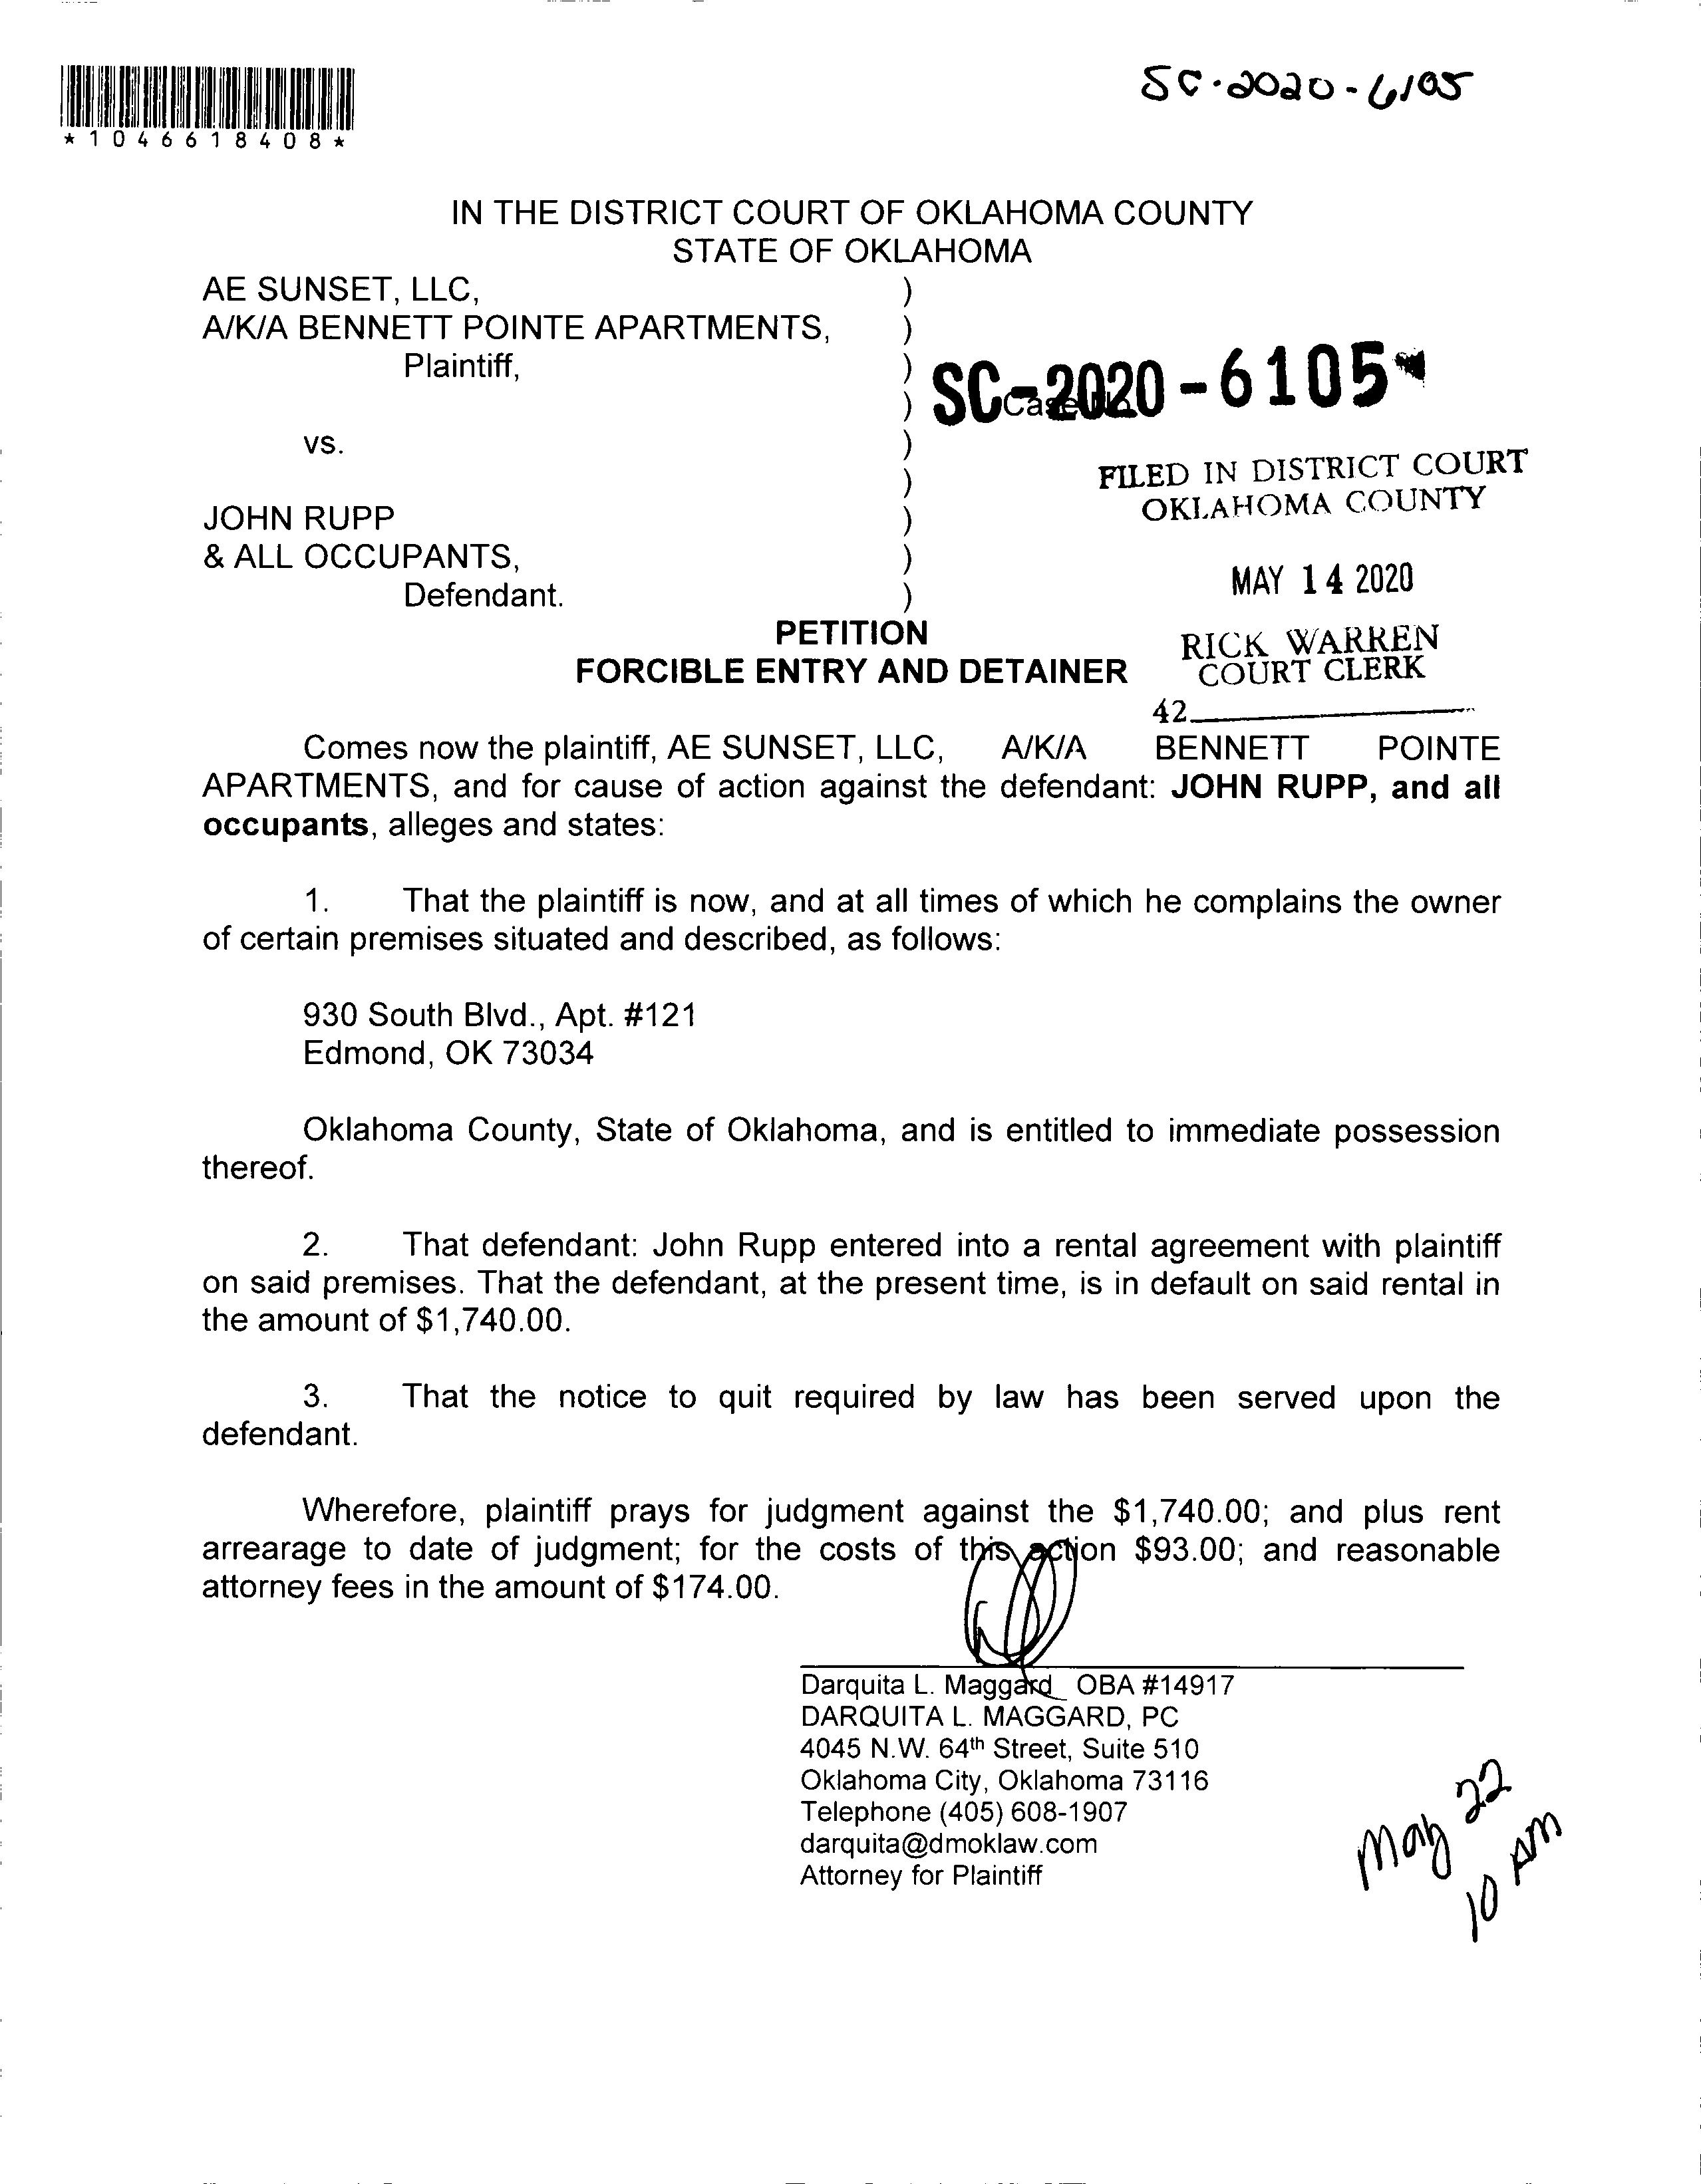 SC-2020-6105
*1046618408*
IN THE DISTRICT COURT OF OKLAHOMA COUNTY
STATE OF OKLAHOMA
AE SUNSET, LLC, )
A/K/A BENNETT POINTE APARTMENTS, )
Plaintiff, )
) Case No.
SC-2020-6105
vs. )
)
FILED IN DISTRICT COURT
OKLAHOMA COUNTY
JOHN RUPP )
& ALL OCCUPANTS, )
Defendant. )
MAY 14 2020
PETITION
FORCIBLE ENTRY AND DETAINER
RICK WARREN
COURT CLERK
42
Comes now the plaintiff, AE SUNSET, LLC, A/K/A BENNETT POINTE
APARTMENTS, and for cause of action against the defendant: JOHN RUPP, and all
occupants, alleges and states:
1. That the plaintiff is now, and at all times of which he complains the owner
of certain premises situated and described, as follows:
930 South Blvd., Apt. #121
Edmond, OK 73034
Oklahoma County, State of Oklahoma, and is entitled to immediate possession
thereof.
2. That defendant: John Rupp entered into a rental agreement with plaintiff
on said premises. That the defendant, at the present time, is in default on said rental in
the amount of $1,740.00.
3. That the notice to quit required by law has been served upon the
defendant.
Wherefore, plaintiff prays for judgment against the $1,740.00; and plus rent
arrearage to date of judgment; for the costs of this action $93.00; and reasonable
attorney fees in the amount of $174.00.
Darquita L. Maggard OBA #14917
DARQUITA L. MAGGARD, PC
4045 N.W. 64th Street, Suite 510
Oklahoma City, Oklahoma 73116
Telephone (405) 608-1907
darquita@dmoklaw.com
Attorney for Plaintiff
May 22
10 AM